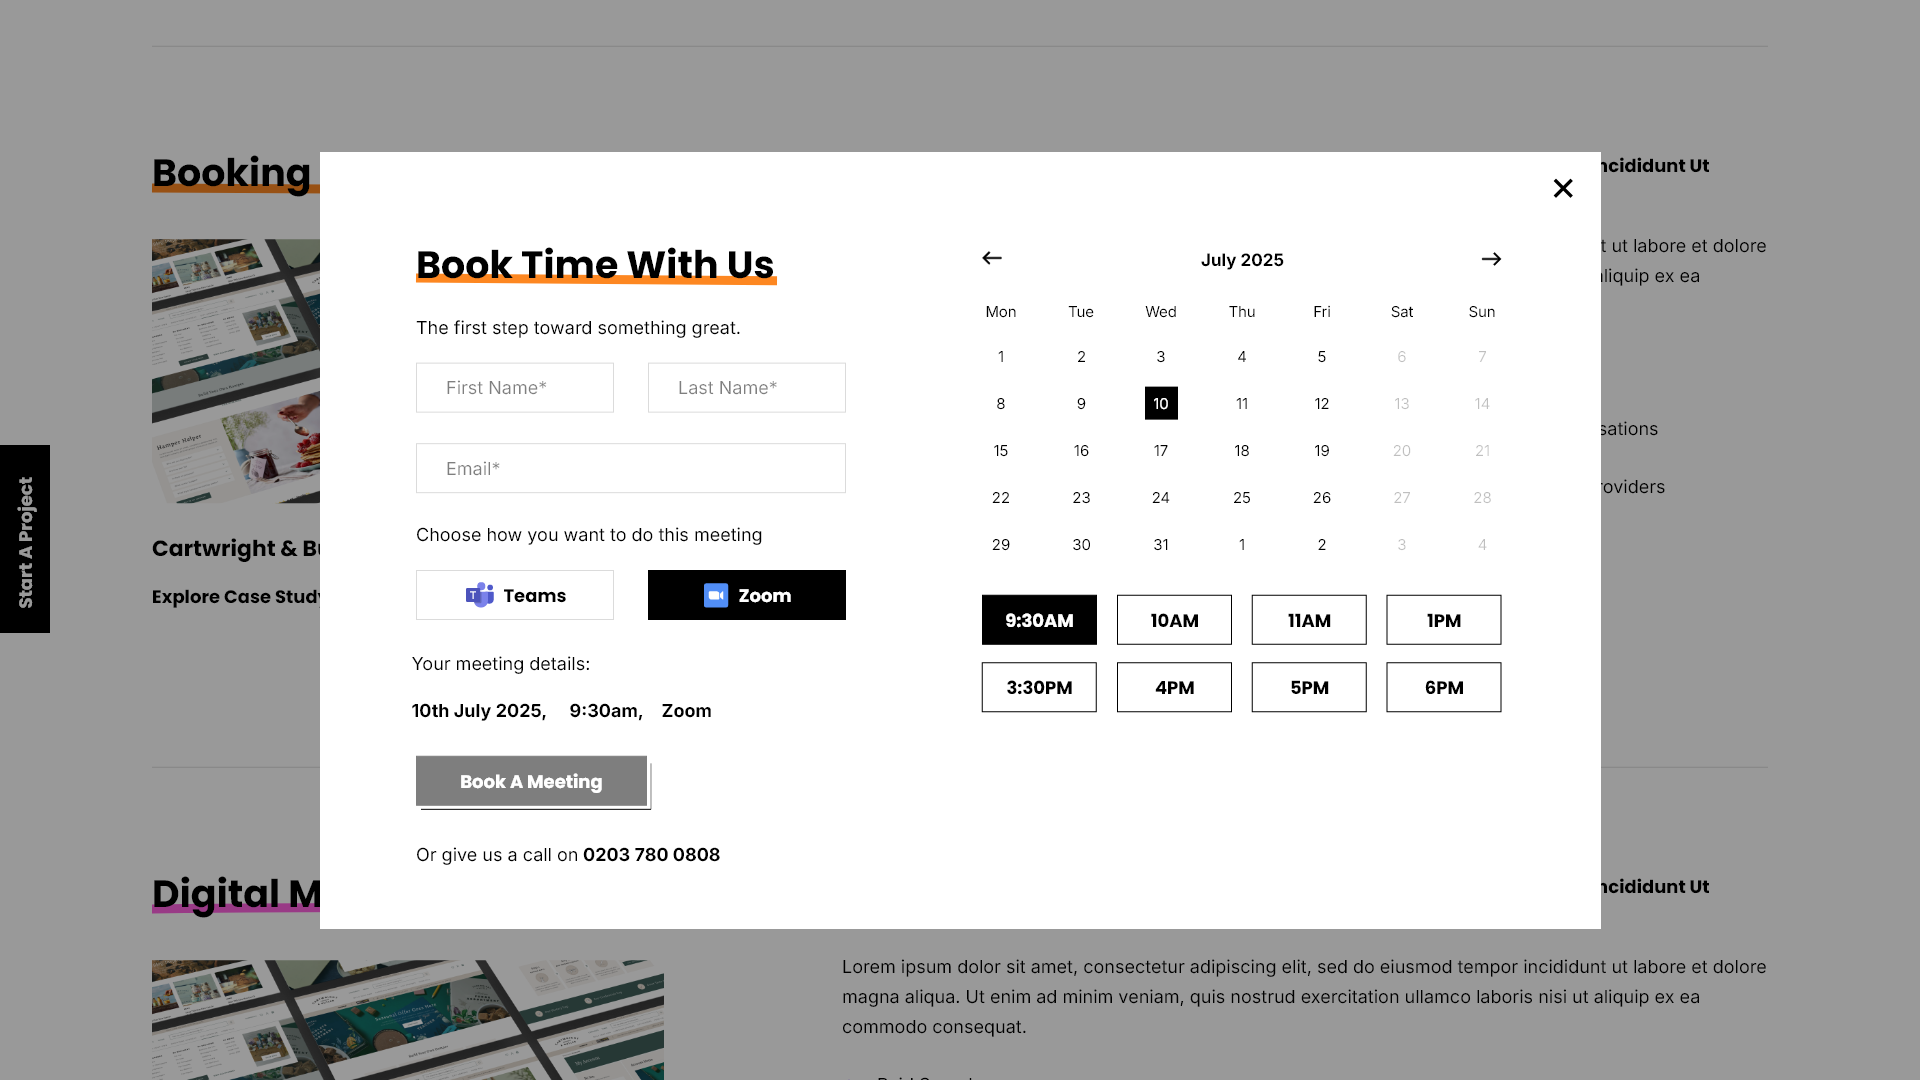 Booking
ncididunt Ut
t ut labore et dolore
aliquip ex ea
sations
roviders
Start A Project
Hamper Helper
Cartwright & Bu
Explore Case Study
Book Time With Us
The first step toward something great.
First Name*
Last Name*
Email*
Choose how you want to do this meeting
Teams
Zoom
Your meeting details:
10th July 2025, 9:30am, Zoom
Book A Meeting
Or give us a call on 0203 780 0808
July 2025
Mon Tue Wed Thu Fri Sat Sun
1 2 3 4 5 6 7
8 9 10 11 12 13 14
15 16 17 18 19 20 21
22 23 24 25 26 27 28
29 30 31 1 2 3 4
9:30AM 10AM 11AM 1PM
3:30PM 4PM 5PM 6PM
Digital M
ncididunt Ut
Lorem ipsum dolor sit amet, consectetur adipiscing elit, sed do eiusmod tempor incididunt ut labore et dolore
magna aliqua. Ut enim ad minim veniam, quis nostrud exercitation ullamco laboris nisi ut aliquip ex ea
commodo consequat.